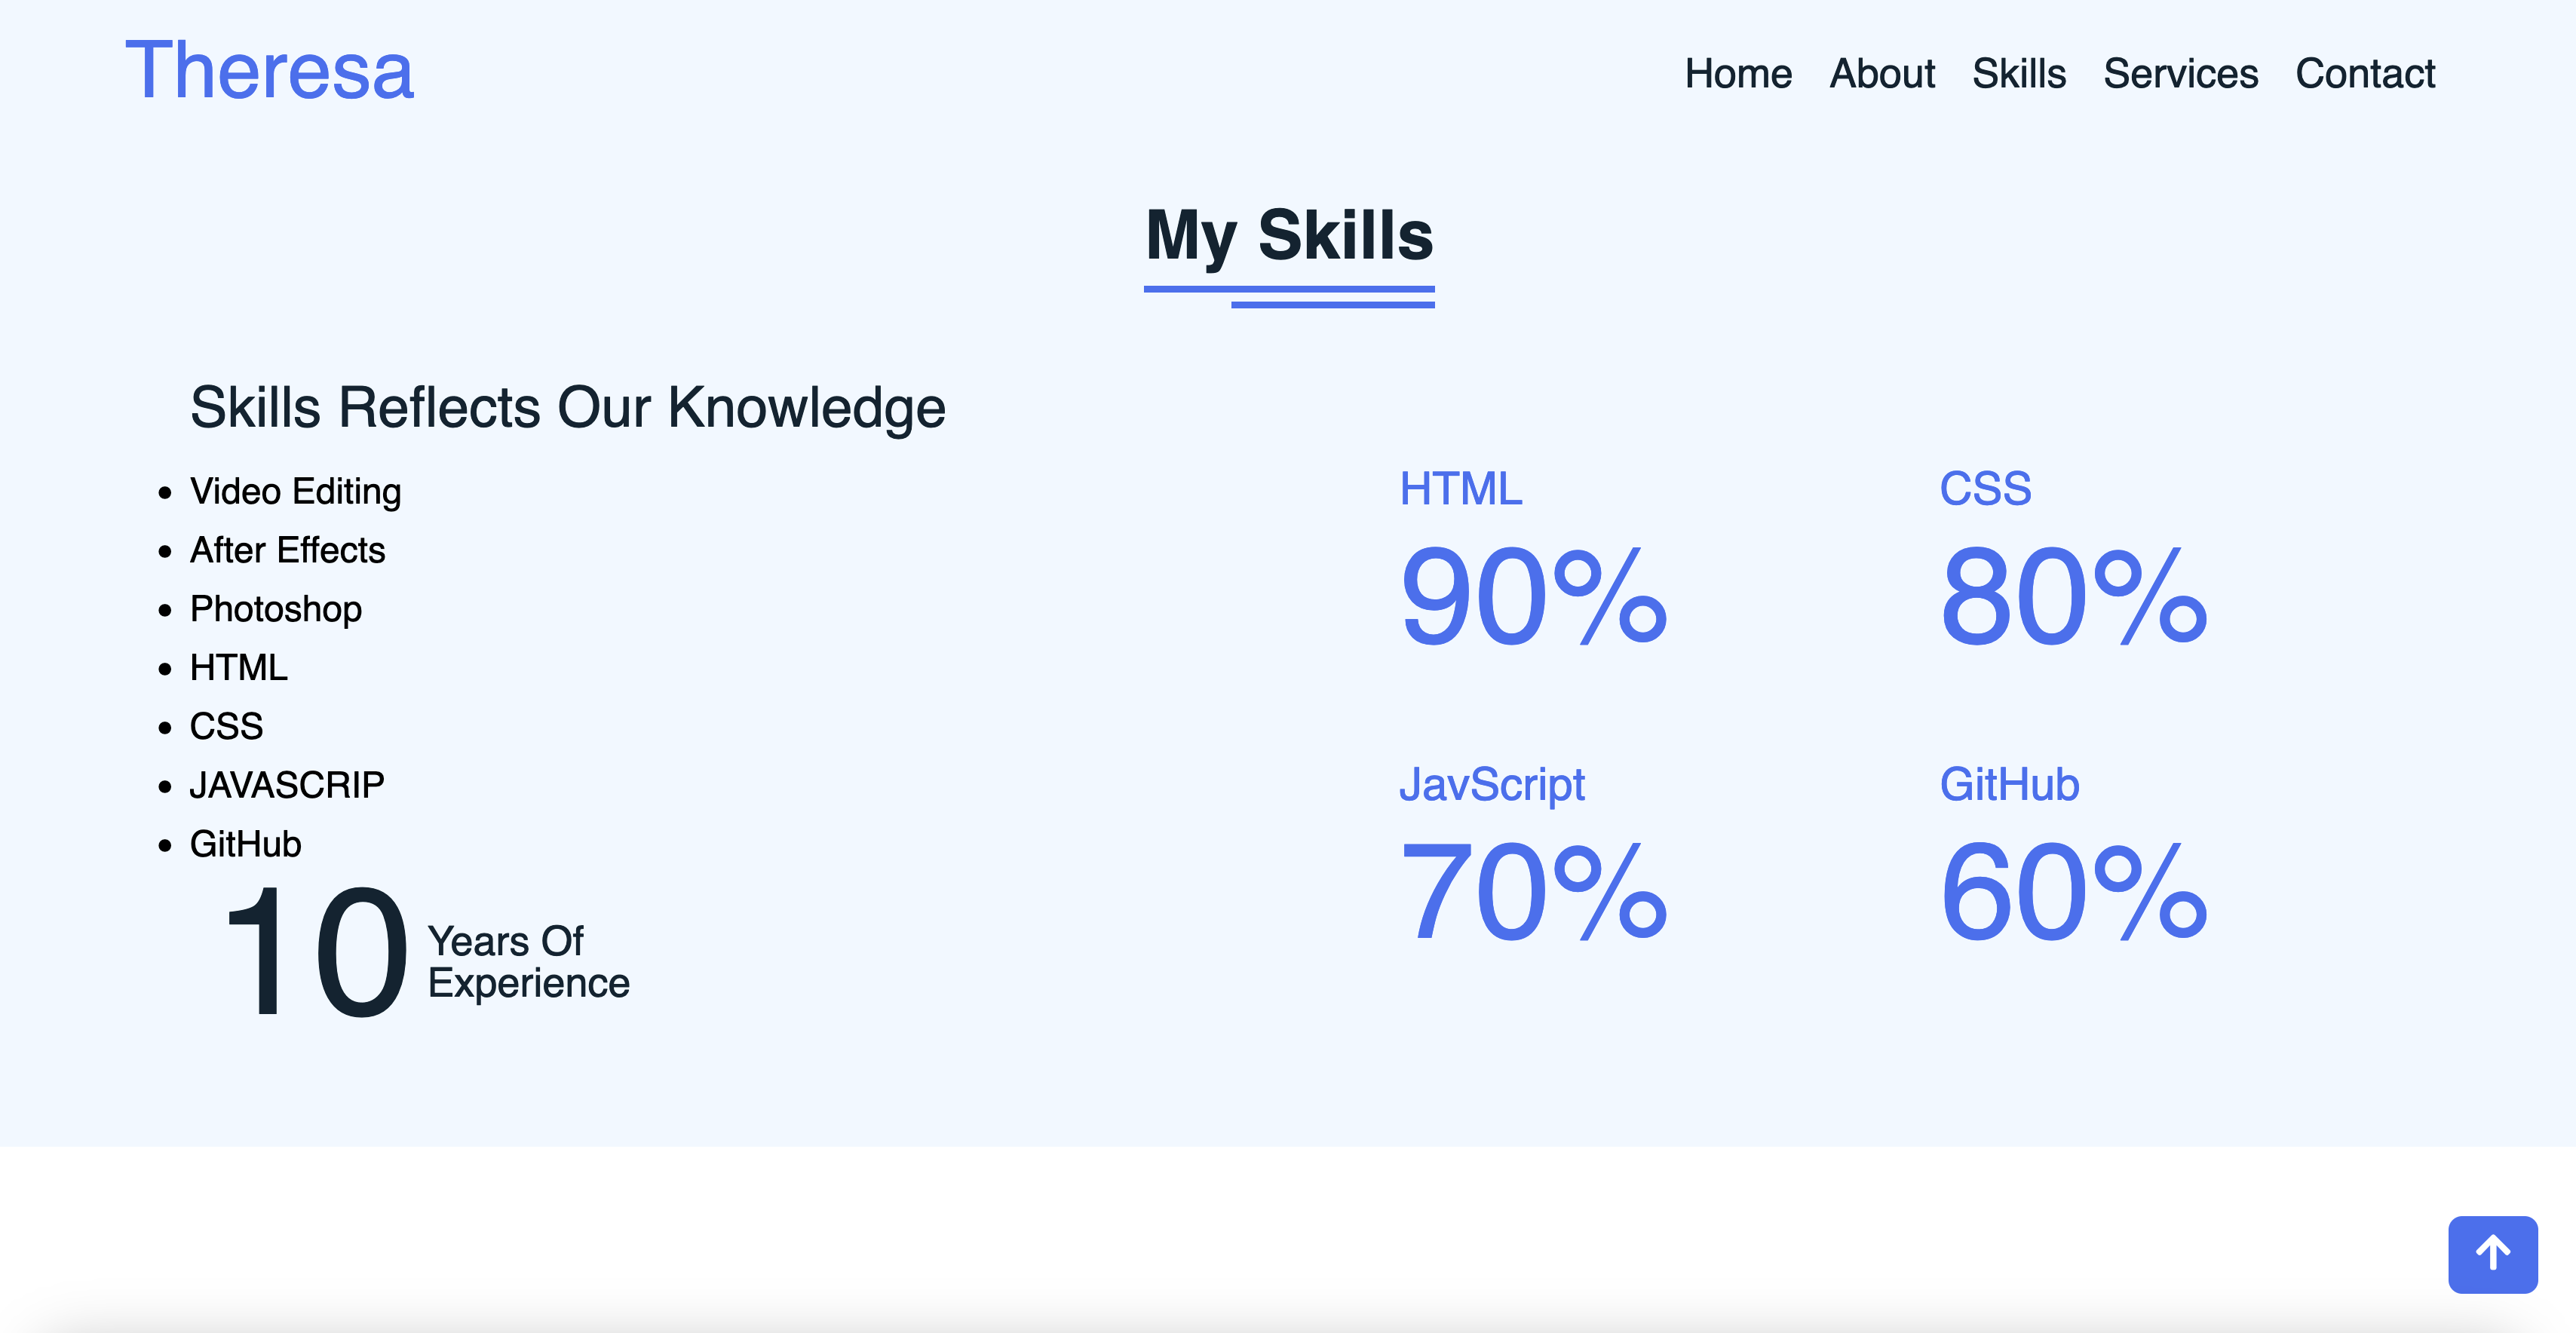 Theresa
Home About Skills Services Contact
My Skills
Skills Reflects Our Knowledge
Video Editing
After Effects
Photoshop
HTML
CSS
JAVASCRIP
GitHub
10 Years Of
Experience
HTML
90%
CSS
80%
JavScript
70%
GitHub
60%